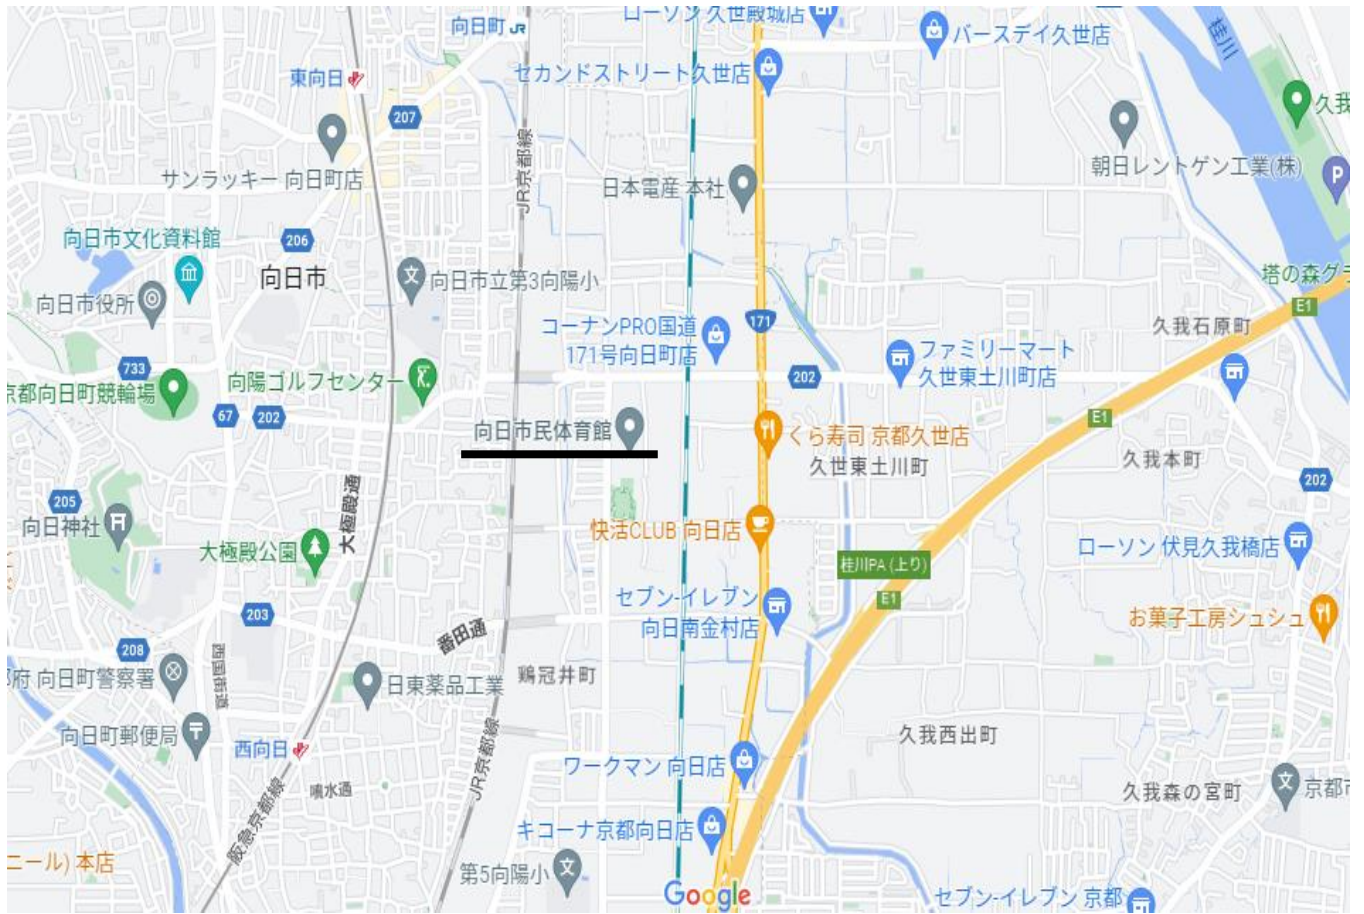 ローソン 久世殿城店
向日町 JR
バースデイ久世店
桂川
東向日
セカンドストリート久世店
久我
207
サンラッキー 向日町店
JR京都線
日本電産 本社
朝日レントゲン工業(株)
P
向日市文化資料館
206
向日市
向日市立第3向陽小
塔の森グラ
向日市役所
E1
コーナンPRO国道
171号向日町店
171
久我石原町
ファミリーマート
久世東土川町店
733
京都向日町競輪場
向陽ゴルフセンター
202
67
202
E1
向日市民体育館
くら寿司 京都久世店
久世東土川町
久我本町
202
205
向日神社
大極殿通
大極殿公園
快活CLUB 向日店
桂川PA (上り)
E1
ローソン 伏見久我橋店
セブン-イレブン
向日南金村店
お菓子工房シュシュ
203
番田通
208
府 向日町警察署
西国街道
日東薬品工業
鶏冠井町
向日町郵便局
西向日
JR京都線
久我西出町
ワークマン 向日店
噴水通
久我森の宮町
京都市
阪急京都線
キコーナ京都向日店
ニール) 本店
第5向陽小
Google
セブン-イレブン 京都